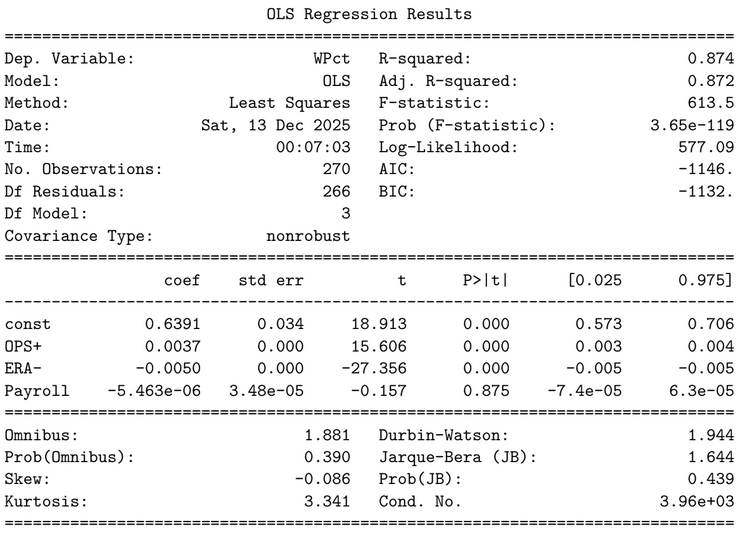 OLS Regression Results
==============================================================================
Dep. Variable:                   WPct   R-squared:                       0.874
Model:                            OLS   Adj. R-squared:                  0.872
Method:                 Least Squares   F-statistic:                     613.5
Date:                Sat, 13 Dec 2025   Prob (F-statistic):          3.65e-119
Time:                        00:07:03   Log-Likelihood:                 577.09
No. Observations:                 270   AIC:                            -1146.
Df Residuals:                     266   BIC:                            -1132.
Df Model:                           3
Covariance Type:            nonrobust
==============================================================================
                 coef    std err          t      P>|t|      [0.025      0.975]
------------------------------------------------------------------------------
const          0.6391      0.034     18.913      0.000       0.573       0.706
OPS+           0.0037      0.000     15.606      0.000       0.003       0.004
ERA-          -0.0050      0.000    -27.356      0.000      -0.005      -0.005
Payroll    -5.463e-06   3.48e-05     -0.157      0.875    -7.4e-05     6.3e-05
==============================================================================
Omnibus:                        1.881   Durbin-Watson:                   1.944
Prob(Omnibus):                  0.390   Jarque-Bera (JB):                1.644
Skew:                          -0.086   Prob(JB):                        0.439
Kurtosis:                       3.341   Cond. No.                     3.96e+03
==============================================================================